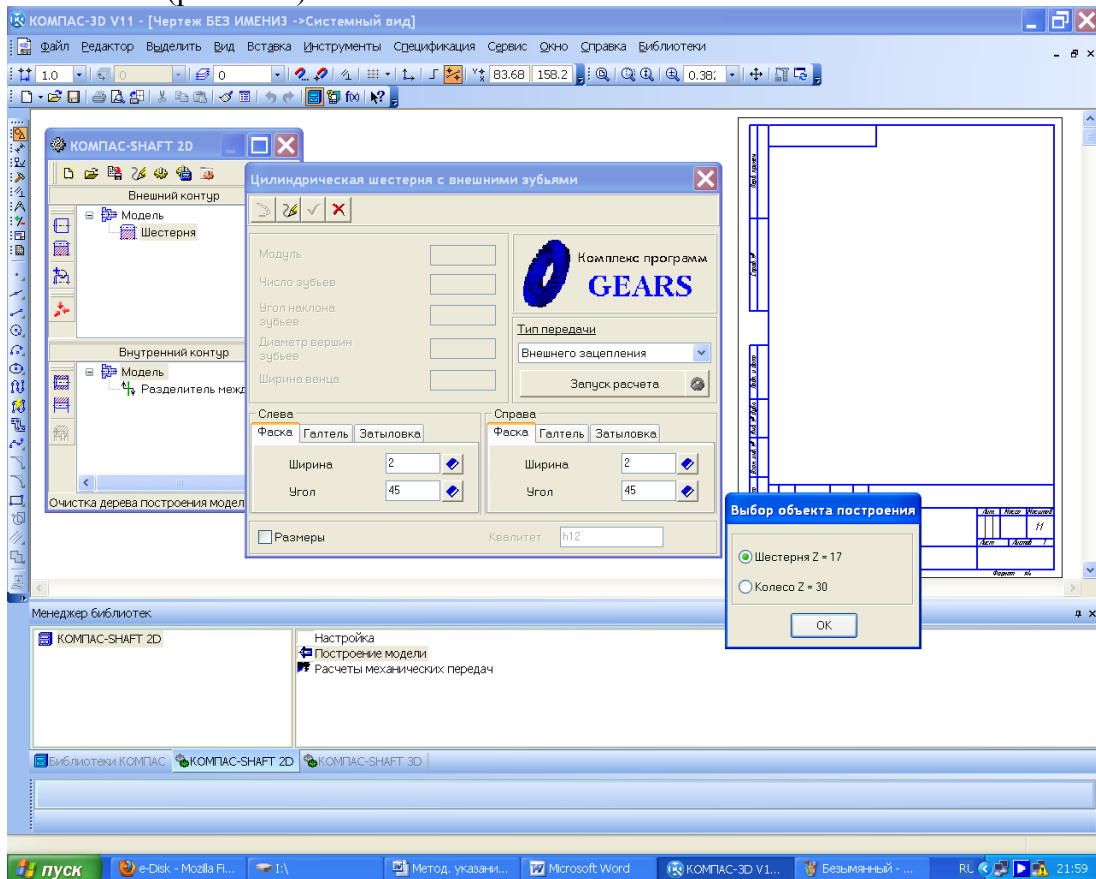 КОМПАС-3D V11 - [Чертеж БЕЗ ИМЕНИ3 ->Системный вид]
Файл Редактор Выделить Вид Вставка Инструменты Спецификация Сервис Окно Справка Библиотеки
1.0 0 0 83.68 158.2 0.38
КОМПАС-SHAFT 2D
Внешний контур
Модель
Шестерня
Внутренний контур
Модель
Разделитель межд
Очистка дерева построения модел
Цилиндрическая шестерня с внешними зубьями
Модуль
Число зубьев
Угол наклона
зубьев
Диаметр вершин
зубьев
Ширина венца
Комплекс программ
GEARS
Тип передачи
Внешнего зацепления
Запуск расчета
Слева
Фаска Галтель Затыловка
Ширина 2
Угол 45
Справа
Фаска Галтель Затыловка
Ширина 2
Угол 45
Размеры
Квалитет h12
Выбор объекта построения
Шестерня Z = 17
Колесо Z = 30
OK
Менеджер библиотек
КОМПАС-SHAFT 2D
Настройка
Построение модели
Расчеты механических передач
Библиотеки КОМПАС КОМПАС-SHAFT 2D КОМПАС-SHAFT 3D
пуск e-Disk - Mozilla Fi... I:\ Метод. указани... Microsoft Word КОМПАС-3D V1... Безымянный - ... RL 21:59